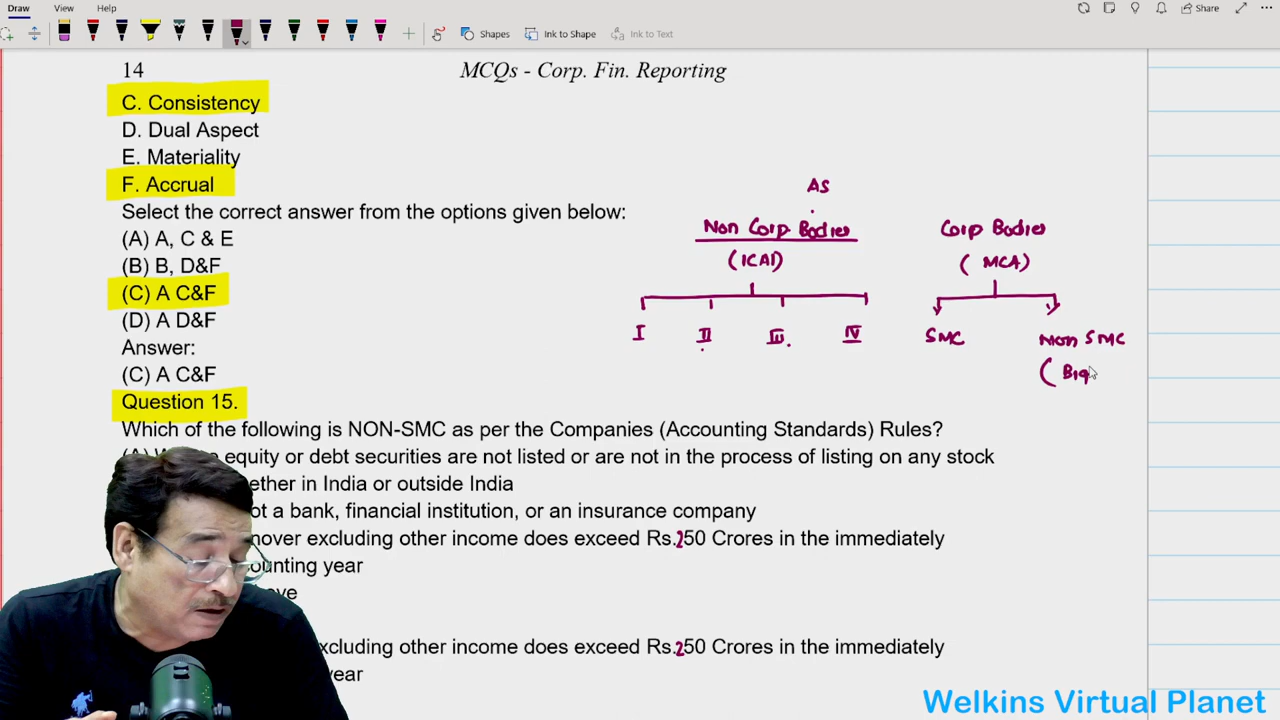 Draw View Help Share
Shapes Ink to Shape Ink to Text
14 MCQs - Corp. Fin. Reporting
C. Consistency
D. Dual Aspect
E. Materiality
F. Accrual
Select the correct answer from the options given below:
(A) A, C & E
(B) B, D&F
(C) A C&F
(D) A D&F
Answer:
(C) A C&F
AS
Non Corp Bodies Corp Bodies
(ICAI) (MCA)
I II III. IV SMC Non SMC
(Big
Question 15.
Which of the following is NON-SMC as per the Companies (Accounting Standards) Rules?
(A) equity or debt securities are not listed or are not in the process of listing on any stock
in India or outside India
a bank, financial institution, or an insurance company
excluding other income does exceed Rs.250 Crores in the immediately
year
excluding other income does exceed Rs.250 Crores in the immediately
year
Welkins Virtual Planet